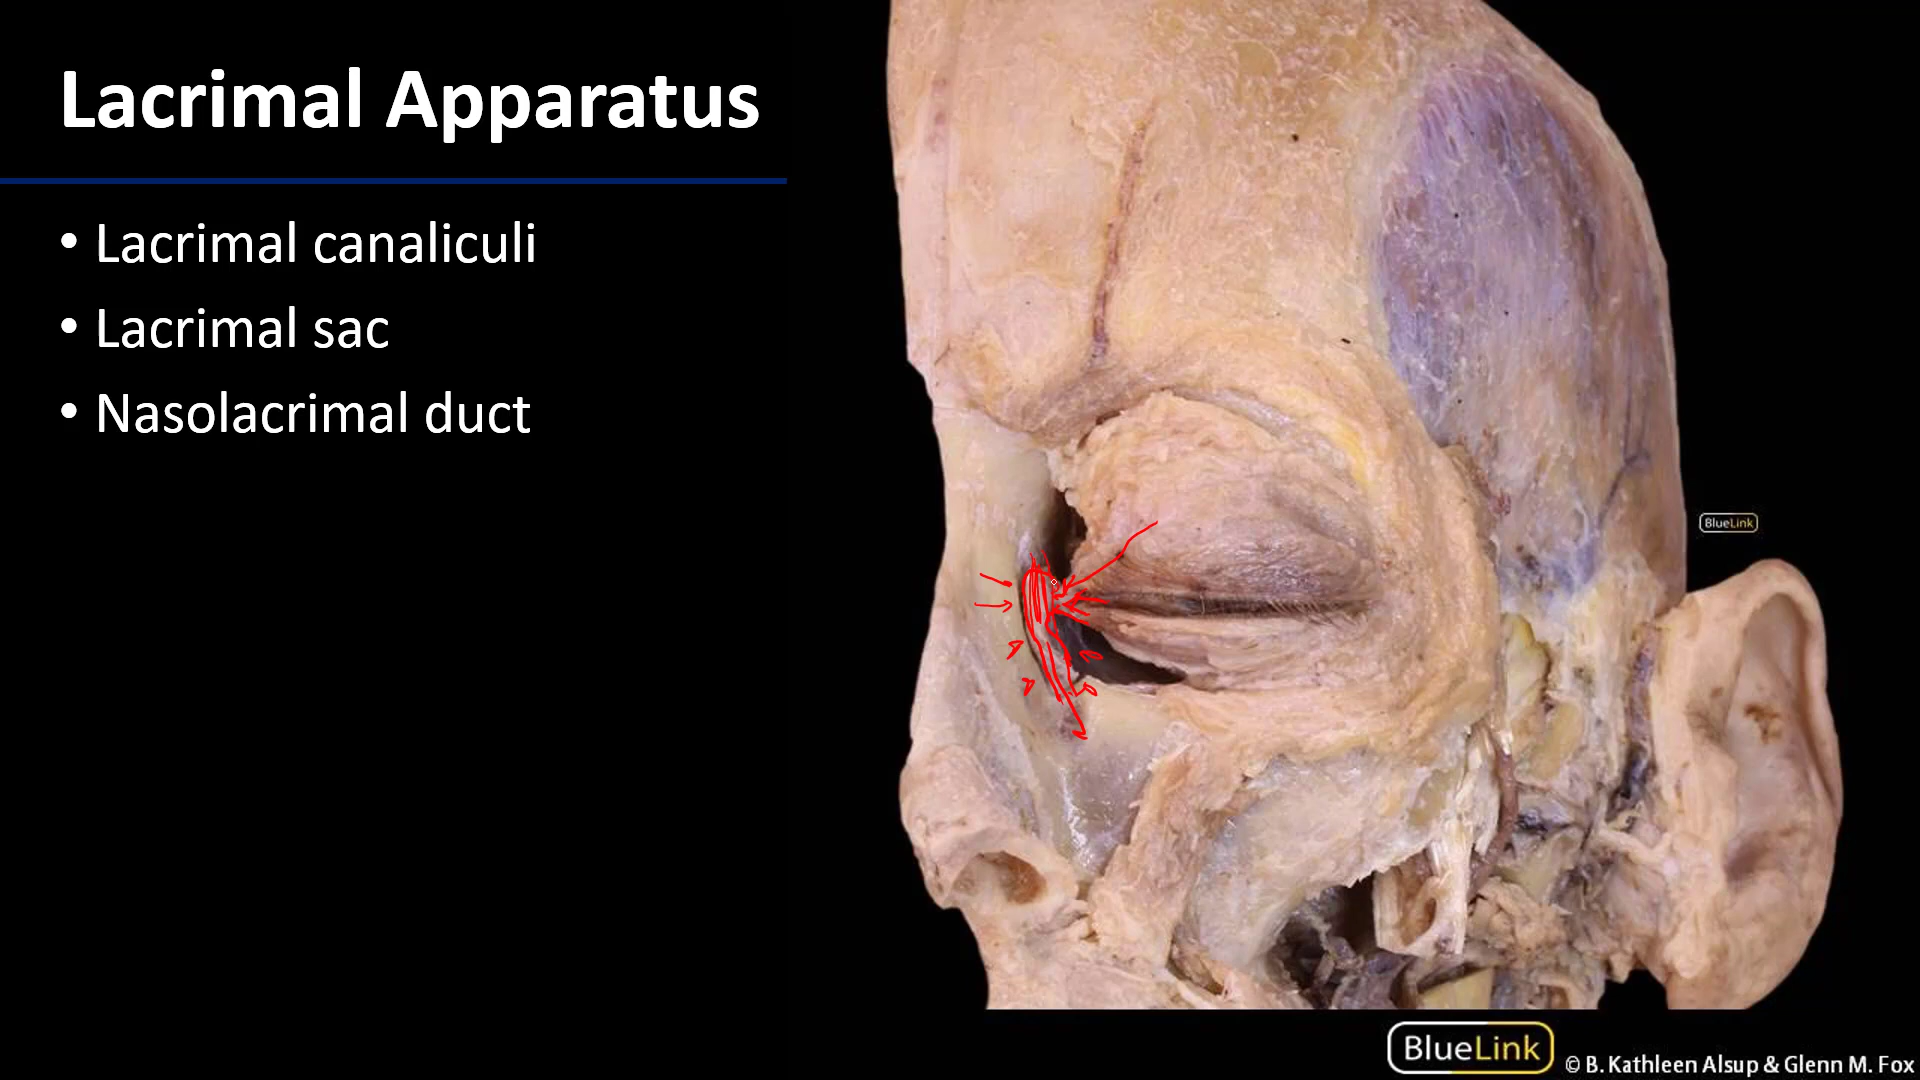 Lacrimal Apparatus
• Lacrimal canaliculi
• Lacrimal sac
• Nasolacrimal duct
BlueLink
BlueLink
© B. Kathleen Alsup & Glenn M. Fox